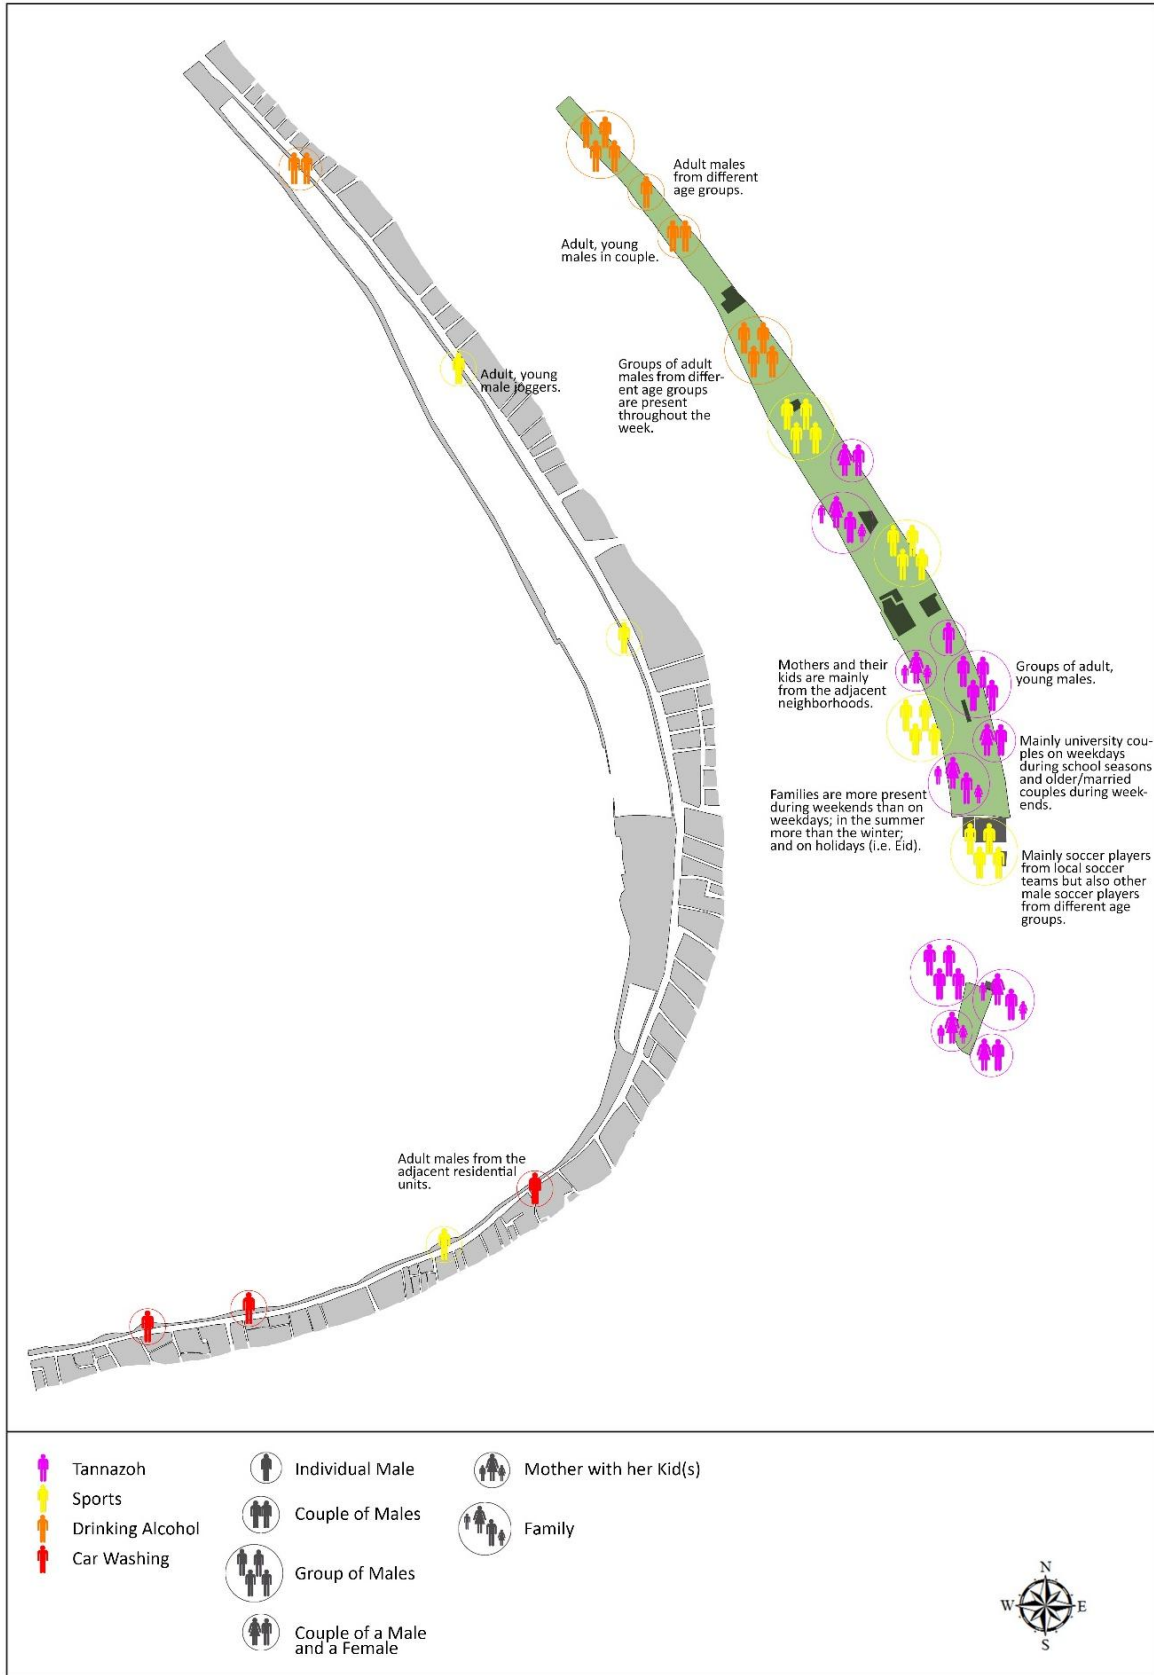 Adult males
from different
age groups.
Adult, young
males in couple.
Groups of adult
males from differ-
ent age groups
are present
throughout the
week.
Adult, young
male joggers.
Mothers and their
kids are mainly
from the adjacent
neighborhoods.
Groups of adult,
young males.
Mainly university cou-
ples on weekdays
during school seasons
and older/married
couples during week-
ends.
Families are more present
during weekends than on
weekdays; in the summer
more than the winter;
and on holidays (i.e. Eid).
Mainly soccer players
from local soccer
teams but also other
male soccer players
from different age
groups.
Adult males from the
adjacent residential
units.
Tannazoh
Sports
Drinking Alcohol
Car Washing
Individual Male
Couple of Males
Group of Males
Couple of a Male
and a Female
Mother with her Kid(s)
Family
N
W
E
S